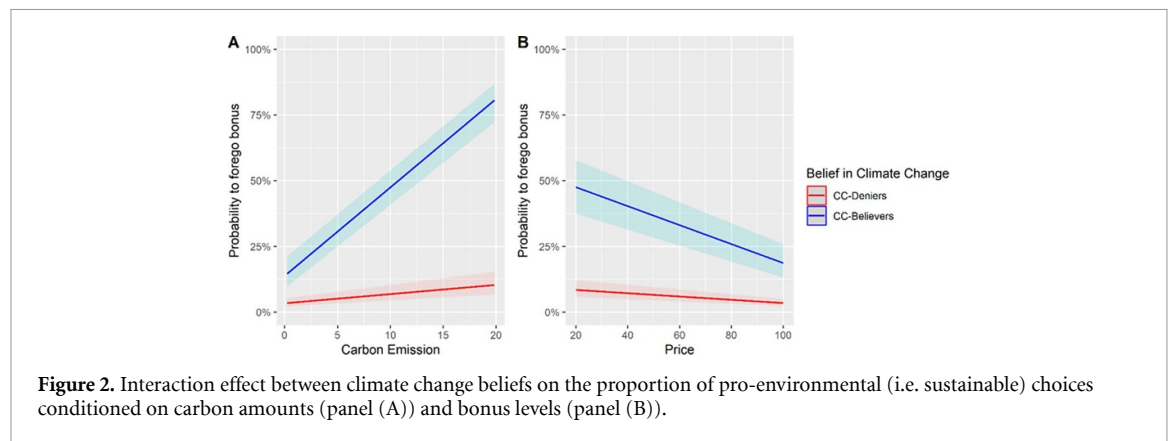 A
B
100%
75%
50%
25%
0%
Probability to forego bonus
0 5 10 15 20
Carbon Emission
100%
75%
50%
25%
0%
Probability to forego bonus
20 40 60 80 100
Price
Belief in Climate Change
CC-Deniers
CC-Believers
Figure 2. Interaction effect between climate change beliefs on the proportion of pro-environmental (i.e. sustainable) choices
conditioned on carbon amounts (panel (A)) and bonus levels (panel (B)).